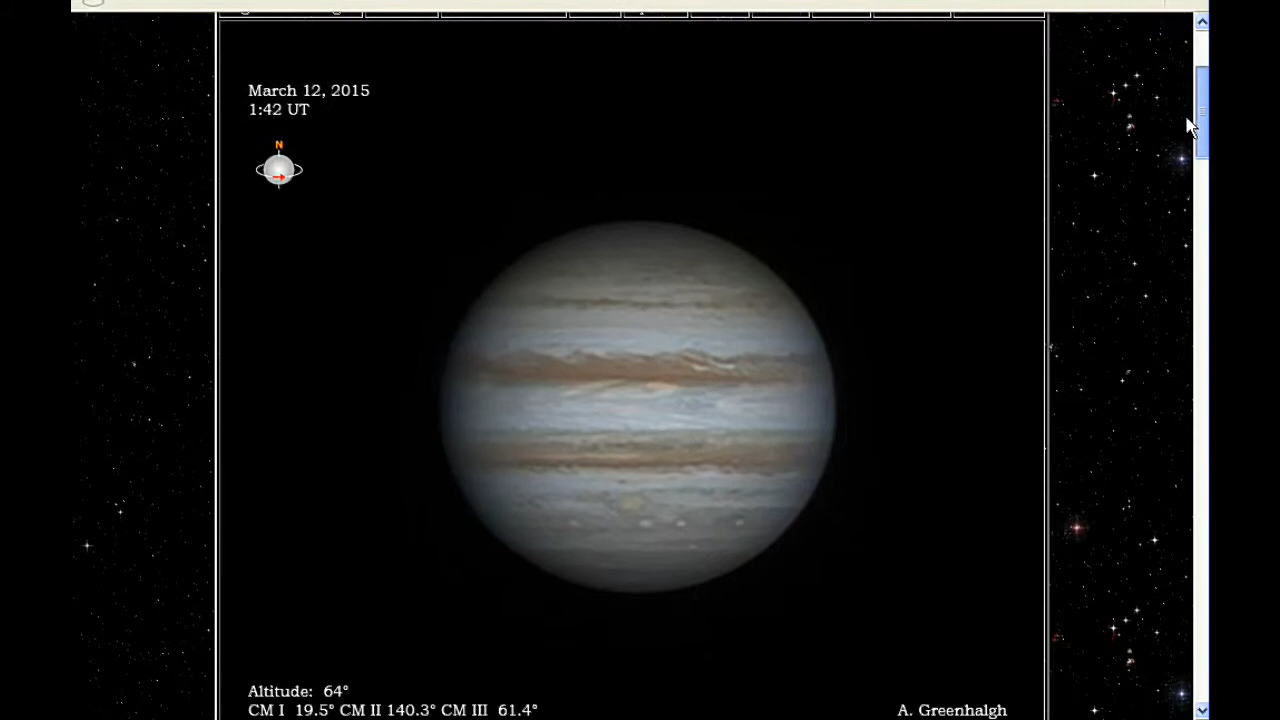 March 12, 2015
1:42 UT
N
Altitude: 64°
CM I 19.5° CM II 140.3° CM III 61.4°
A. Greenhalgh